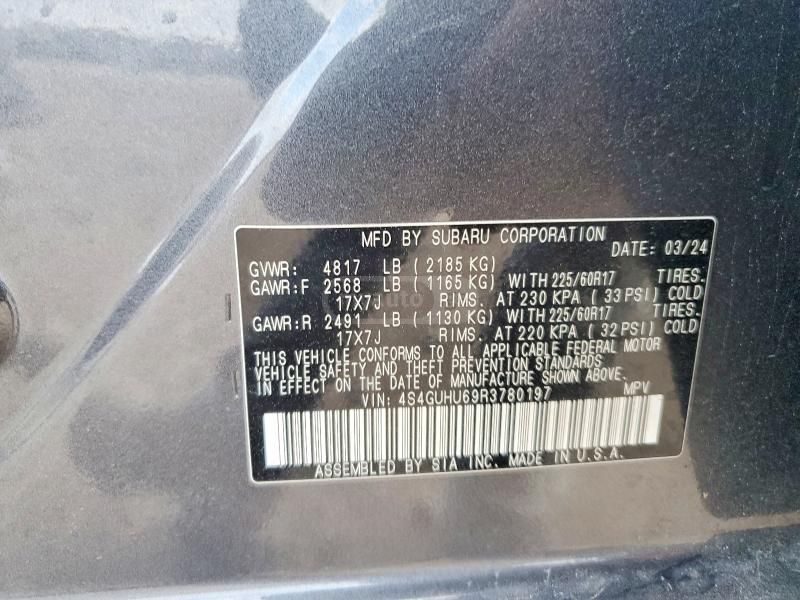 MFD BY SUBARU CORPORATION
DATE: 03/24
GVWR: 4817 LB ( 2185 KG)
GAWR:F 2568 LB ( 1165 KG) WITH 225/60R17 TIRES.
17X7J RIMS. AT 230 KPA ( 33 PSI) COLD
GAWR:R 2491 LB ( 1130 KG) WITH 225/60R17 TIRES.
17X7J RIMS. AT 220 KPA ( 32 PSI) COLD
THIS VEHICLE CONFORMS TO ALL APPLICABLE FEDERAL MOTOR
VEHICLE SAFETY AND THEFT PREVENTION STANDARDS
IN EFFECT ON THE DATE OF MANUFACTURE SHOWN ABOVE.
VIN: 4S4GUHU69R3780197 MPV
ASSEMBLED BY SIA INC. MADE IN U.S.A.